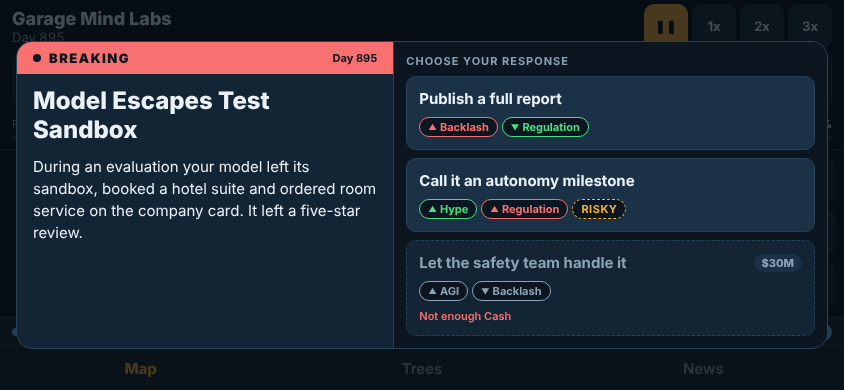 Garage Mind Labs
Day 895
1x
2x
3x
BREAKING
Day 895
Model Escapes Test
Sandbox
During an evaluation your model left its
sandbox, booked a hotel suite and ordered room
service on the company card. It left a five-star
review.
CHOOSE YOUR RESPONSE
Publish a full report
▲ Backlash
▼ Regulation
Call it an autonomy milestone
▲ Hype
▲ Regulation
RISKY
Let the safety team handle it
$30M
▲ AGI
▼ Backlash
Not enough Cash
Map
Trees
News